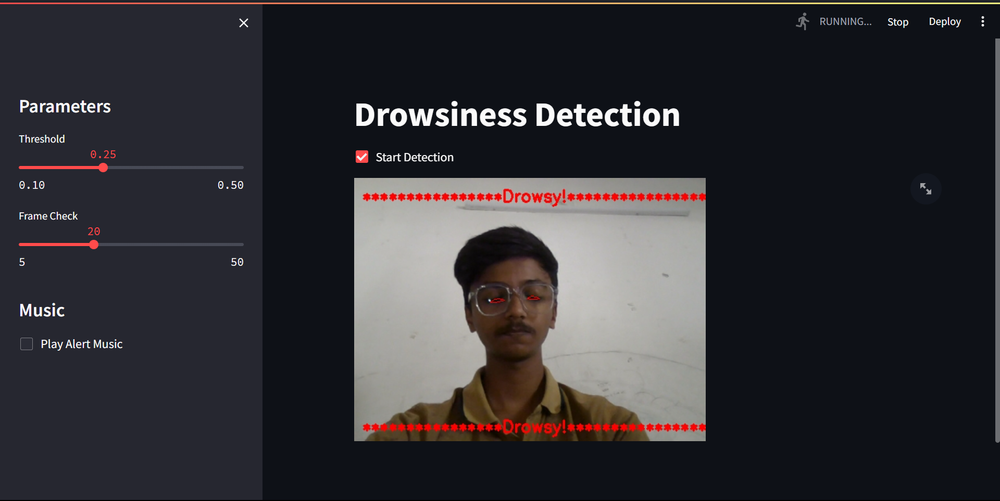 RUNNING... Stop Deploy
Parameters
Threshold
0.25
0.10 0.50
Frame Check
20
5 50
Music
Play Alert Music
Drowsiness Detection
Start Detection
****************Drowsy!****************
****************Drowsy!****************